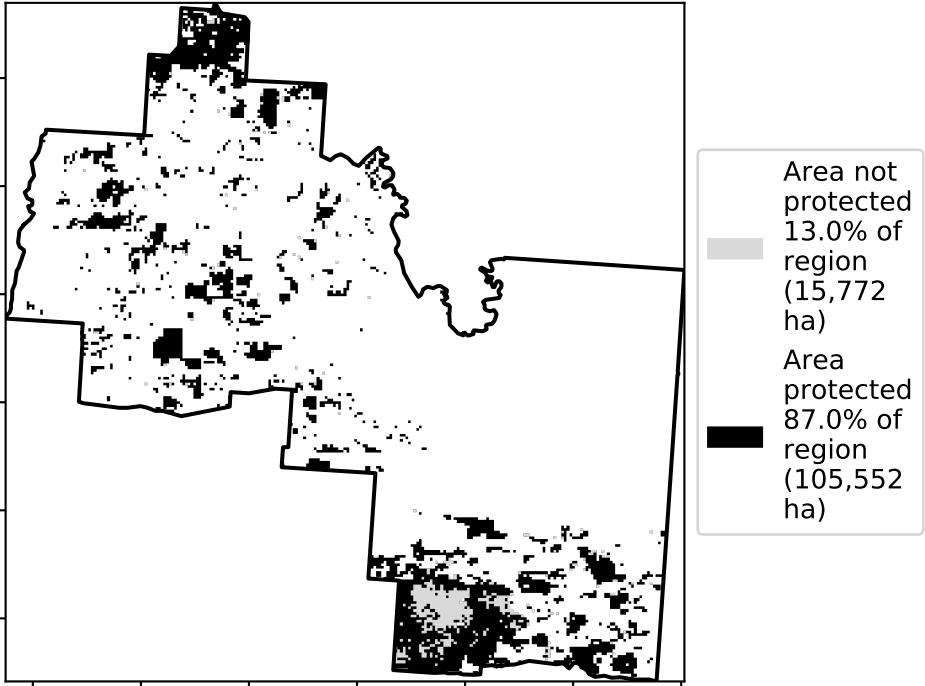 Area not
protected
13.0% of
region
(15,772
ha)
Area
protected
87.0% of
region
(105,552
ha)